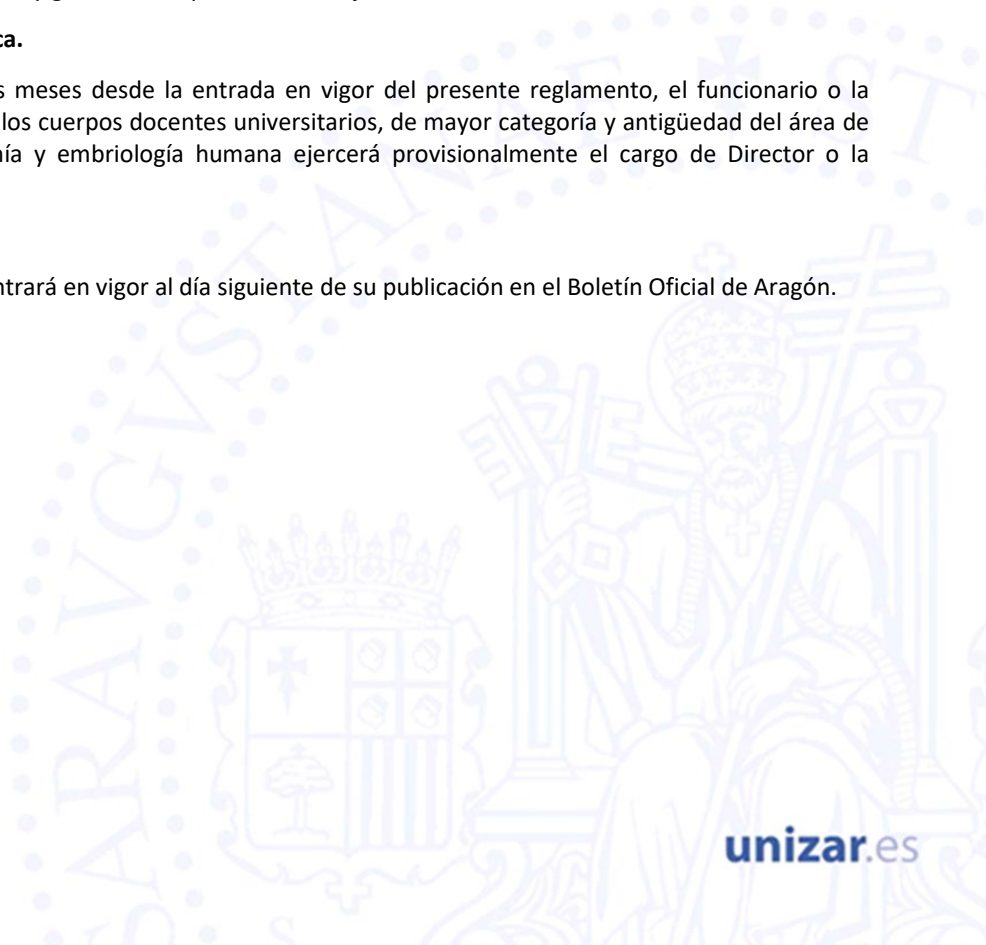 ca.
s meses desde la entrada en vigor del presente reglamento, el funcionario o la
los cuerpos docentes universitarios, de mayor categoría y antigüedad del área de
ía y embriología humana ejercerá provisionalmente el cargo de Director o la
ntrará en vigor al día siguiente de su publicación en el Boletín Oficial de Aragón.
unizar.es